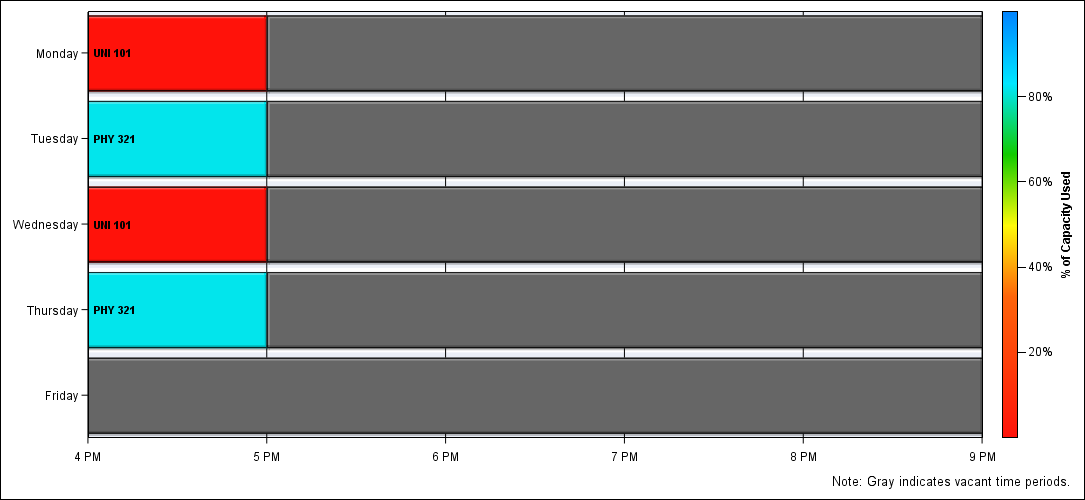 Monday
UNI 101
Tuesday
PHY 321
Wednesday
UNI 101
Thursday
PHY 321
Friday
4 PM 5 PM 6 PM 7 PM 8 PM 9 PM
80%
60%
40%
20%
% of Capacity Used
Note: Gray indicates vacant time periods.